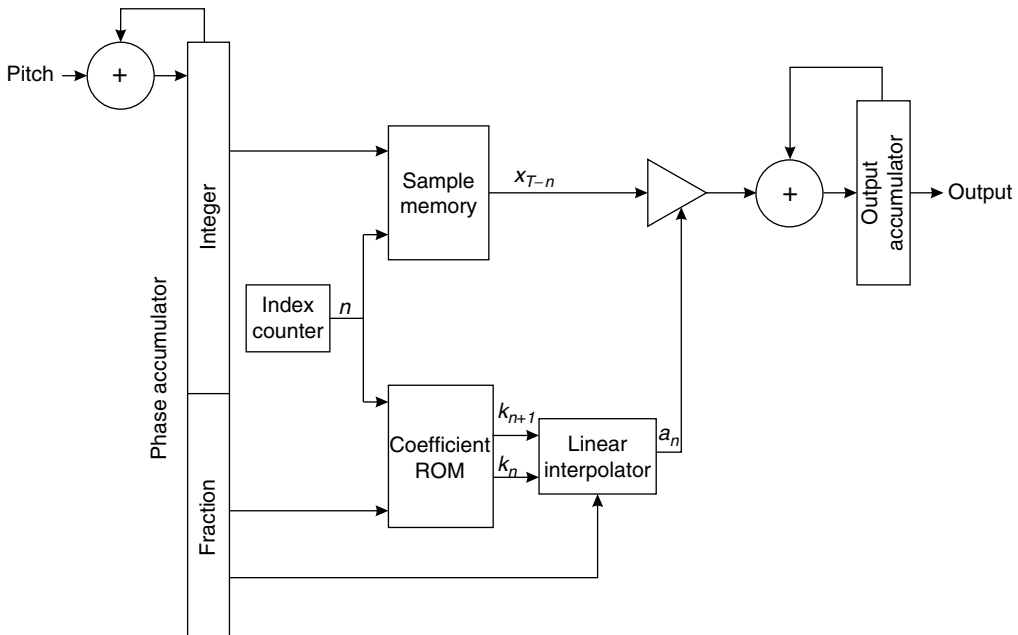 Pitch
+
Phase accumulator
Integer
Fraction
Index
counter
n
Sample
memory
x_{T−n}
Coefficient
ROM
k_{n+1}
k_n
Linear
interpolator
a_n
+
Output
accumulator
Output